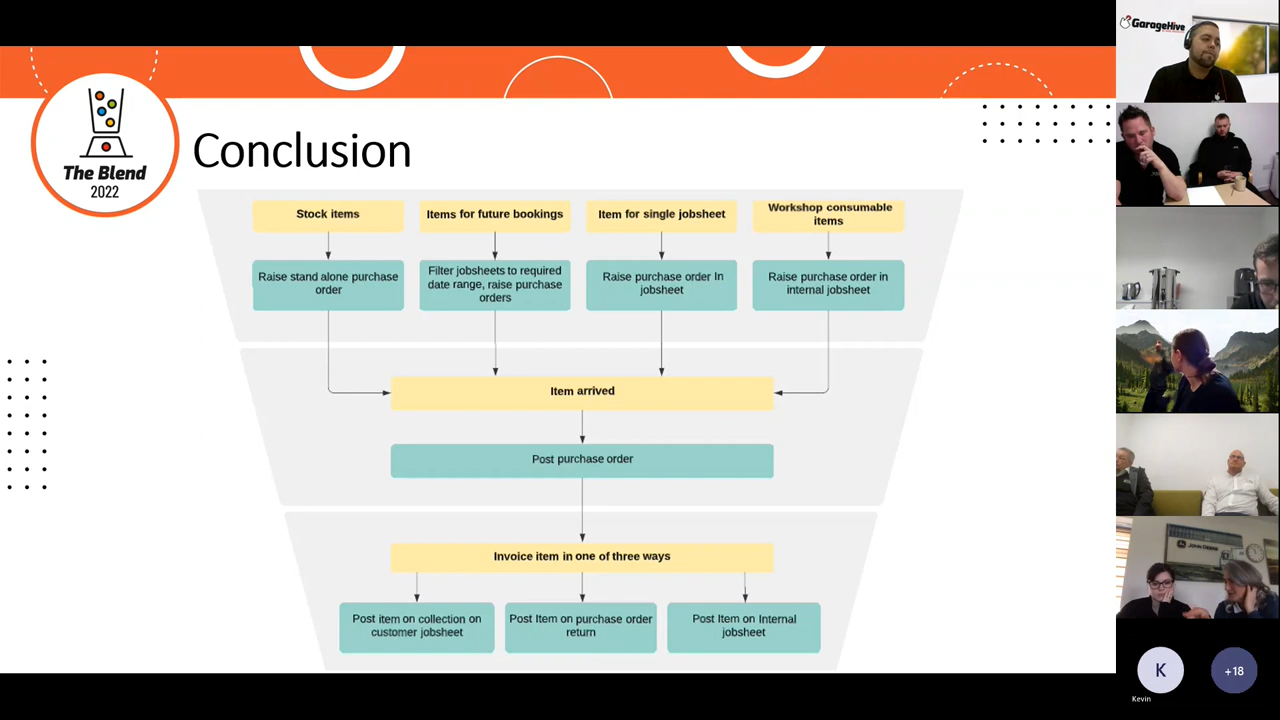 The Blend
2022
Conclusion
Stock items
Items for future bookings
Item for single jobsheet
Workshop consumable
items
Raise stand alone purchase
order
Filter jobsheets to required
date range, raise purchase
orders
Raise purchase order In
jobsheet
Raise purchase order in
internal jobsheet
Item arrived
Post purchase order
Invoice item in one of three ways
Post item on collection on
customer jobsheet
Post Item on purchase order
return
Post Item on Internal
jobsheet
GarageHive
JOHN DEERE
K
+18
Kevin